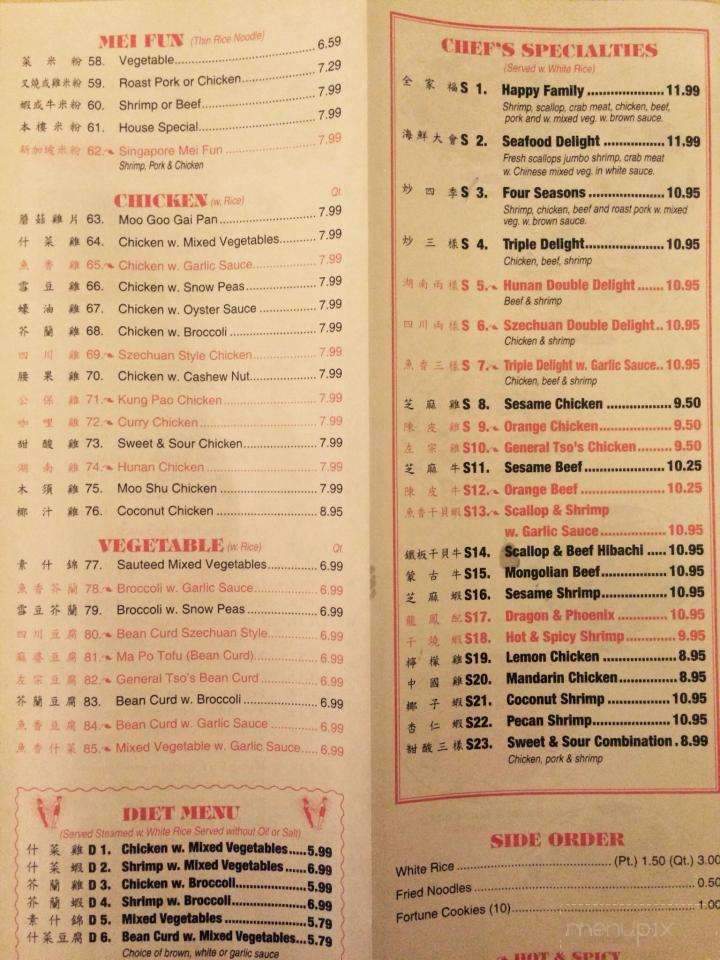 MEI FUN (Thin Rice Noodle)
菜米粉 58. Vegetable 6.59
叉燒或雞米粉 59. Roast Pork or Chicken 7.29
蝦或牛米粉 60. Shrimp or Beef 7.99
本樓米粉 61. House Special 7.99
新加坡米粉 62. Singapore Mei Fun 7.99
Shrimp, Pork & Chicken
CHICKEN (w. Rice) Qt.
蘑菇雞片 63. Moo Goo Gai Pan 7.99
什菜雞 64. Chicken w. Mixed Vegetables 7.99
魚香雞 65. Chicken w. Garlic Sauce 7.99
雪豆雞 66. Chicken w. Snow Peas 7.99
蠔油雞 67. Chicken w. Oyster Sauce 7.99
芥蘭雞 68. Chicken w. Broccoli 7.99
四川雞 69. Szechuan Style Chicken 7.99
腰果雞 70. Chicken w. Cashew Nut 7.99
公保雞 71. Kung Pao Chicken 7.99
咖哩雞 72. Curry Chicken 7.99
甜酸雞 73. Sweet & Sour Chicken 7.99
湖南雞 74. Hunan Chicken 7.99
木須雞 75. Moo Shu Chicken 7.99
椰汁雞 76. Coconut Chicken 8.95
VEGETABLE (w. Rice) Qt
素什錦 77. Sauteed Mixed Vegetables 6.99
魚香芥蘭 78. Broccoli w. Garlic Sauce 6.99
雪豆芥蘭 79. Broccoli w. Snow Peas 6.99
四川豆腐 80. Bean Curd Szechuan Style 6.99
麻婆豆腐 81. Ma Po Tofu (Bean Curd) 6.99
左宗豆腐 82. General Tso's Bean Curd 6.99
芥蘭豆腐 83. Bean Curd w. Broccoli 6.99
魚香豆腐 84. Bean Curd w. Garlic Sauce 6.99
魚香什菜 85. Mixed Vegetable w. Garlic Sauce 6.99
DIET MENU
(Served Steamed w. White Rice Served without Oil or Salt)
什菜雞 D 1. Chicken w. Mixed Vegetables 5.99
什菜蝦 D 2. Shrimp w. Mixed Vegetables 6.99
芥蘭雞 D 3. Chicken w. Broccoli 5.99
芥蘭蝦 D 4. Shrimp w. Broccoli 6.99
素什錦 D 5. Mixed Vegetables 5.79
什菜豆腐 D 6. Bean Curd w. Mixed Vegetables 5.79
Choice of brown, white or garlic sauce
CHEF'S SPECIALTIES
(Served w. White Rice)
全家福 S 1. Happy Family 11.99
Shrimp, scallop, crab meat, chicken, beef,
pork and w. mixed veg. w. brown sauce.
海鮮大會 S 2. Seafood Delight 11.99
Fresh scallops jumbo shrimp, crab meat
w. Chinese mixed veg. in white sauce.
炒四季 S 3. Four Seasons 10.95
Shrimp, chicken, beef and roast pork w. mixed
veg. w. brown sauce.
炒三樣 S 4. Triple Delight 10.95
Chicken, beef, shrimp
湖南兩樣 S 5. Hunan Double Delight 10.95
Beef & shrimp
四川兩樣 S 6. Szechuan Double Delight 10.95
Chicken & shrimp
魚香三樣 S 7. Triple Delight w. Garlic Sauce 10.95
Chicken, beef & shrimp
芝麻雞 S 8. Sesame Chicken 9.50
陳皮雞 S 9. Orange Chicken 9.50
左宗雞 S10. General Tso's Chicken 9.50
芝麻牛 S11. Sesame Beef 10.25
陳皮牛 S12. Orange Beef 10.25
魚香干貝蝦 S13. Scallop & Shrimp
w. Garlic Sauce 10.95
鐵板干貝牛 S14. Scallop & Beef Hibachi 10.95
蒙古牛 S15. Mongolian Beef 10.95
芝麻蝦 S16. Sesame Shrimp 10.95
龍鳳配 S17. Dragon & Phoenix 10.95
干燒蝦 S18. Hot & Spicy Shrimp 9.95
檸檬雞 S19. Lemon Chicken 8.95
中國雞 S20. Mandarin Chicken 8.95
椰子蝦 S21. Coconut Shrimp 10.95
杏仁蝦 S22. Pecan Shrimp 10.95
甜酸三樣 S23. Sweet & Sour Combination 8.99
Chicken, pork & shrimp
SIDE ORDER
White Rice (Pt.) 1.50 (Qt.) 3.00
Fried Noodles 0.50
Fortune Cookies (10) 1.00
menupix
HOT & SPICY